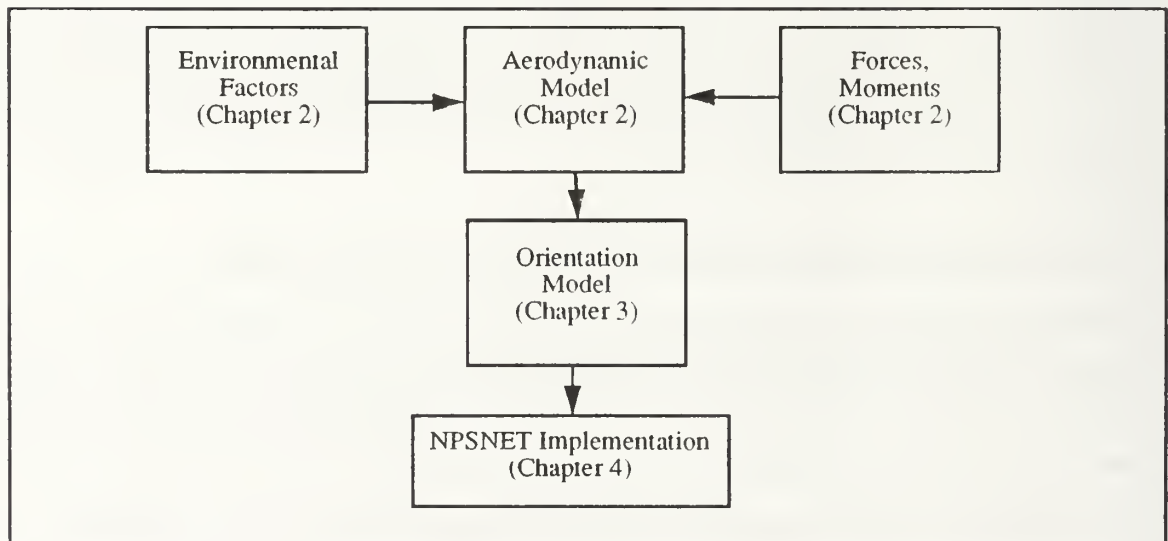 Environmental
Factors
(Chapter 2)
Aerodynamic
Model
(Chapter 2)
Forces,
Moments
(Chapter 2)
Orientation
Model
(Chapter 3)
NPSNET Implementation
(Chapter 4)